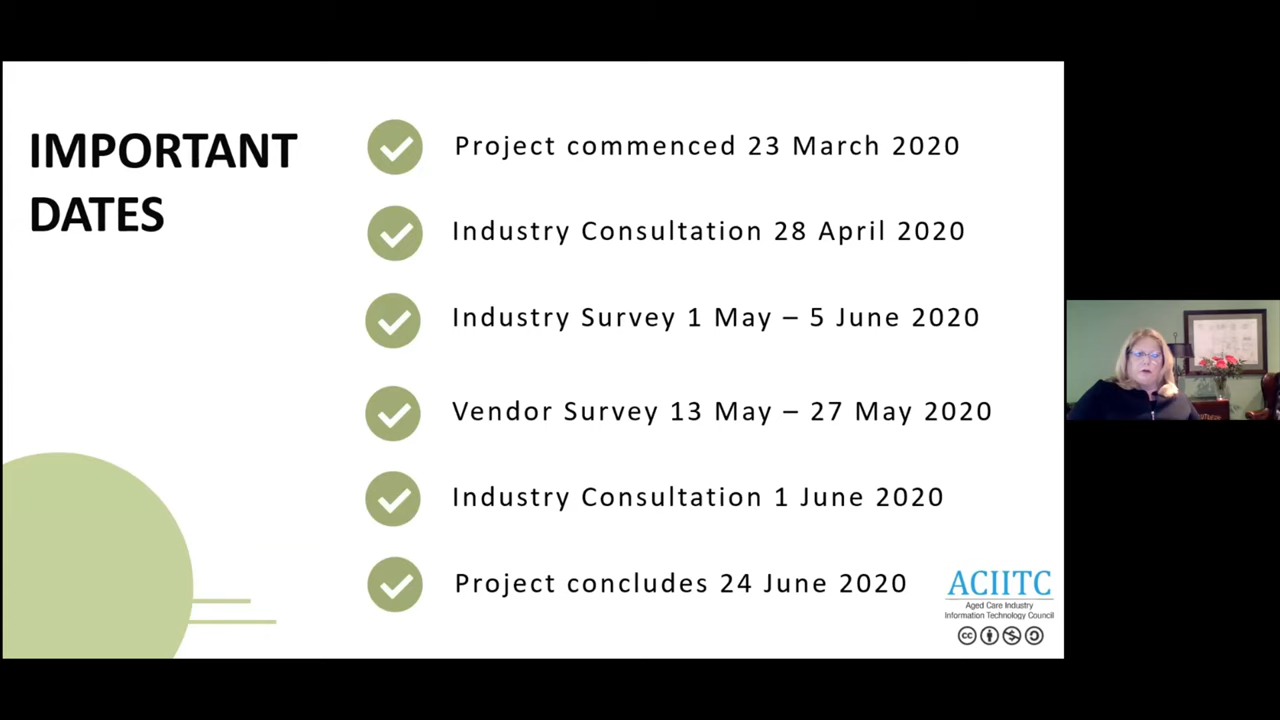 IMPORTANT
DATES
Project commenced 23 March 2020
Industry Consultation 28 April 2020
Industry Survey 1 May – 5 June 2020
Vendor Survey 13 May – 27 May 2020
Industry Consultation 1 June 2020
Project concludes 24 June 2020
ACIITC
Aged Care Industry
Information Technology Council
cc